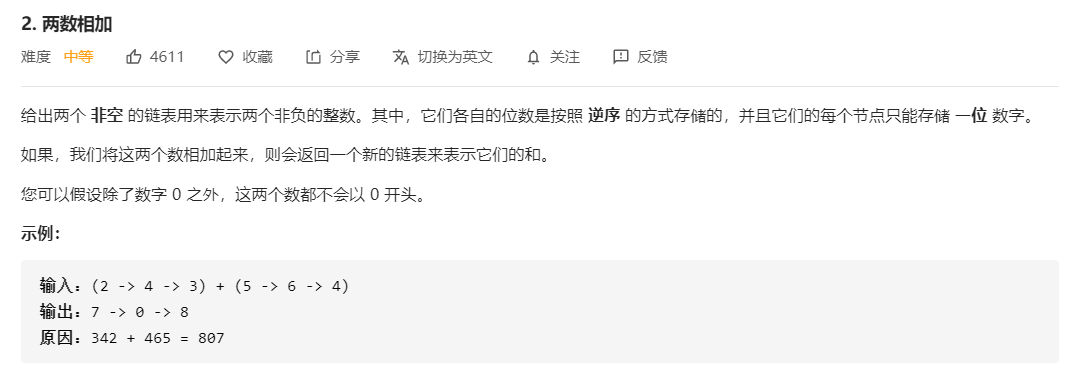 2. 两数相加
难度 中等 4611 收藏 分享 切换为英文 关注 反馈
给出两个 非空 的链表用来表示两个非负的整数。其中，它们各自的位数是按照 逆序 的方式存储的，并且它们的每个节点只能存储 一位 数字。
如果，我们将这两个数相加起来，则会返回一个新的链表来表示它们的和。
您可以假设除了数字 0 之外，这两个数都不会以 0 开头。
示例：
输入：(2 -> 4 -> 3) + (5 -> 6 -> 4)
输出：7 -> 0 -> 8
原因：342 + 465 = 807